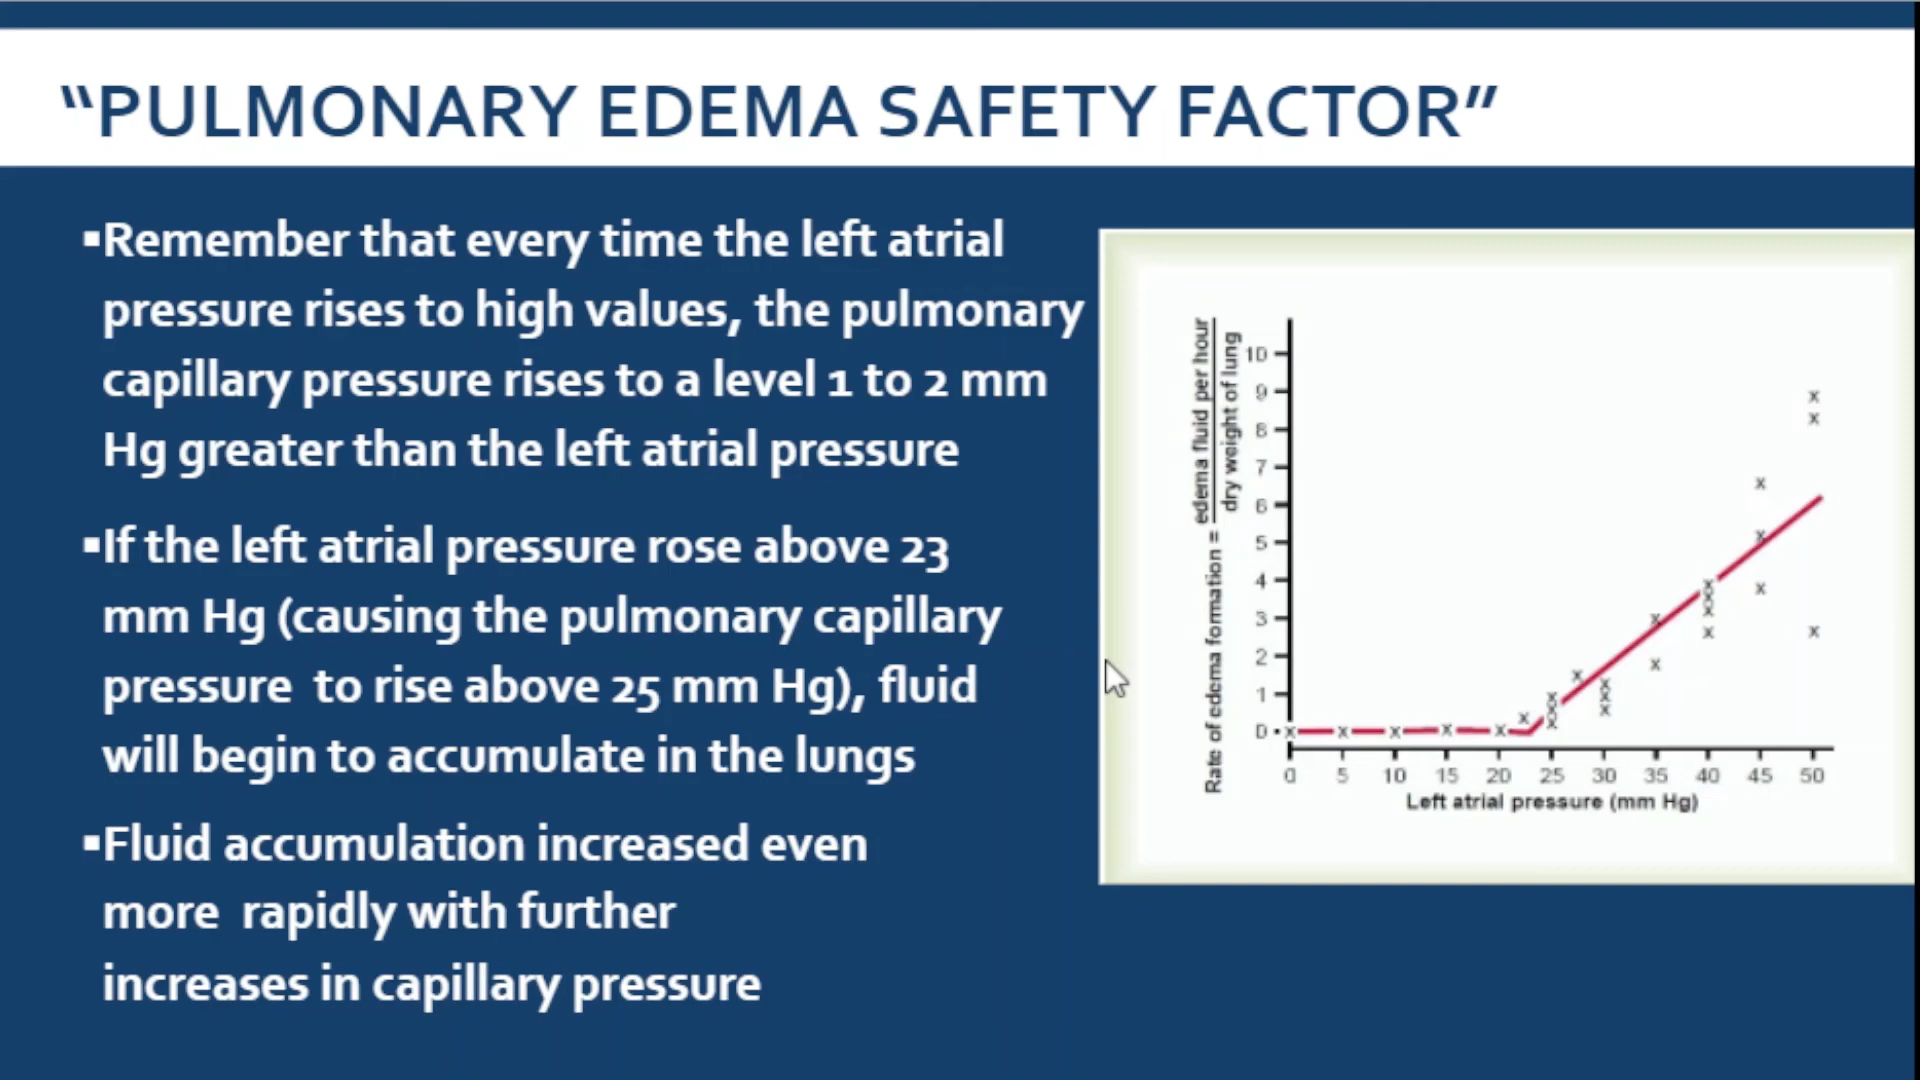 “PULMONARY EDEMA SAFETY FACTOR”
▪Remember that every time the left atrial
pressure rises to high values, the pulmonary
capillary pressure rises to a level 1 to 2 mm
Hg greater than the left atrial pressure
▪If the left atrial pressure rose above 23
mm Hg (causing the pulmonary capillary
pressure  to rise above 25 mm Hg), fluid
will begin to accumulate in the lungs
▪Fluid accumulation increased even
more  rapidly with further
increases in capillary pressure
Rate of edema formation = edema fluid per hour
dry weight of lung
10
9
8
7
6
5
4
3
2
1
0
0 5 10 15 20 25 30 35 40 45 50
Left atrial pressure (mm Hg)